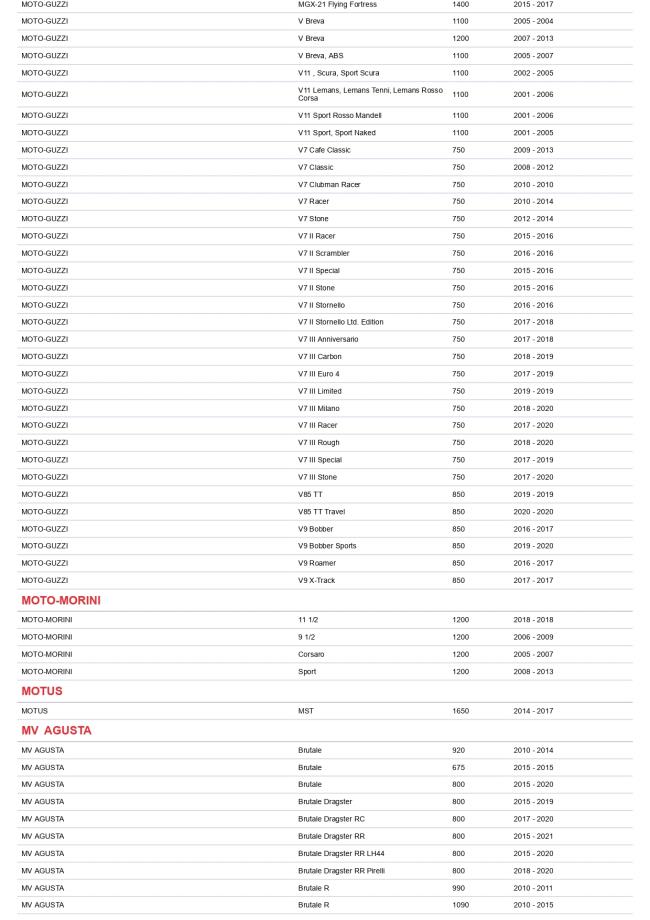 MOTO-GUZZI MGX-21 Flying Fortress 1400 2015 - 2017
MOTO-GUZZI V Breva 1100 2005 - 2004
MOTO-GUZZI V Breva 1200 2007 - 2013
MOTO-GUZZI V Breva, ABS 1100 2005 - 2007
MOTO-GUZZI V11 , Scura, Sport Scura 1100 2002 - 2005
MOTO-GUZZI V11 Lemans, Lemans Tenni, Lemans Rosso 1100 2001 - 2006
Corsa
MOTO-GUZZI V11 Sport Rosso Mandell 1100 2001 - 2006
MOTO-GUZZI V11 Sport, Sport Naked 1100 2001 - 2005
MOTO-GUZZI V7 Cafe Classic 750 2009 - 2013
MOTO-GUZZI V7 Classic 750 2008 - 2012
MOTO-GUZZI V7 Clubman Racer 750 2010 - 2010
MOTO-GUZZI V7 Racer 750 2010 - 2014
MOTO-GUZZI V7 Stone 750 2012 - 2014
MOTO-GUZZI V7 II Racer 750 2015 - 2016
MOTO-GUZZI V7 II Scrambler 750 2016 - 2016
MOTO-GUZZI V7 II Special 750 2015 - 2016
MOTO-GUZZI V7 II Stone 750 2015 - 2016
MOTO-GUZZI V7 II Stornello 750 2016 - 2016
MOTO-GUZZI V7 II Stornello Ltd. Edition 750 2017 - 2018
MOTO-GUZZI V7 III Anniversario 750 2017 - 2018
MOTO-GUZZI V7 III Carbon 750 2018 - 2019
MOTO-GUZZI V7 III Euro 4 750 2017 - 2019
MOTO-GUZZI V7 III Limited 750 2019 - 2019
MOTO-GUZZI V7 III Milano 750 2018 - 2020
MOTO-GUZZI V7 III Racer 750 2017 - 2020
MOTO-GUZZI V7 III Rough 750 2018 - 2020
MOTO-GUZZI V7 III Special 750 2017 - 2019
MOTO-GUZZI V7 III Stone 750 2017 - 2020
MOTO-GUZZI V85 TT 850 2019 - 2019
MOTO-GUZZI V85 TT Travel 850 2020 - 2020
MOTO-GUZZI V9 Bobber 850 2016 - 2017
MOTO-GUZZI V9 Bobber Sports 850 2019 - 2020
MOTO-GUZZI V9 Roamer 850 2016 - 2017
MOTO-GUZZI V9 X-Track 850 2017 - 2017
MOTO-MORINI
MOTO-MORINI 11 1/2 1200 2018 - 2018
MOTO-MORINI 9 1/2 1200 2006 - 2009
MOTO-MORINI Corsaro 1200 2005 - 2007
MOTO-MORINI Sport 1200 2008 - 2013
MOTUS
MOTUS MST 1650 2014 - 2017
MV AGUSTA
MV AGUSTA Brutale 920 2010 - 2014
MV AGUSTA Brutale 675 2015 - 2015
MV AGUSTA Brutale 800 2015 - 2020
MV AGUSTA Brutale Dragster 800 2015 - 2019
MV AGUSTA Brutale Dragster RC 800 2017 - 2020
MV AGUSTA Brutale Dragster RR 800 2015 - 2021
MV AGUSTA Brutale Dragster RR LH44 800 2015 - 2020
MV AGUSTA Brutale Dragster RR Pirelli 800 2018 - 2020
MV AGUSTA Brutale R 990 2010 - 2011
MV AGUSTA Brutale R 1090 2010 - 2015